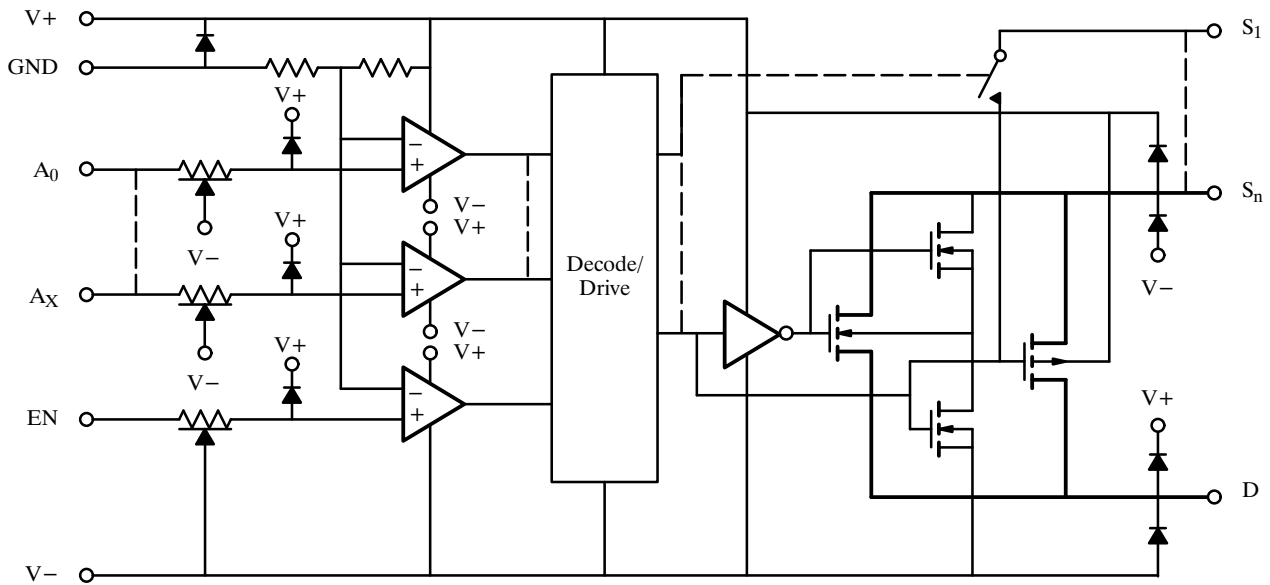 V+
S1
GND
V+
− +
A0
V−
V+
Sn
V−
V+
Decode/
Drive
− +
AX
V−
V−
V+
V−
V+
− +
EN
V+
D
V−